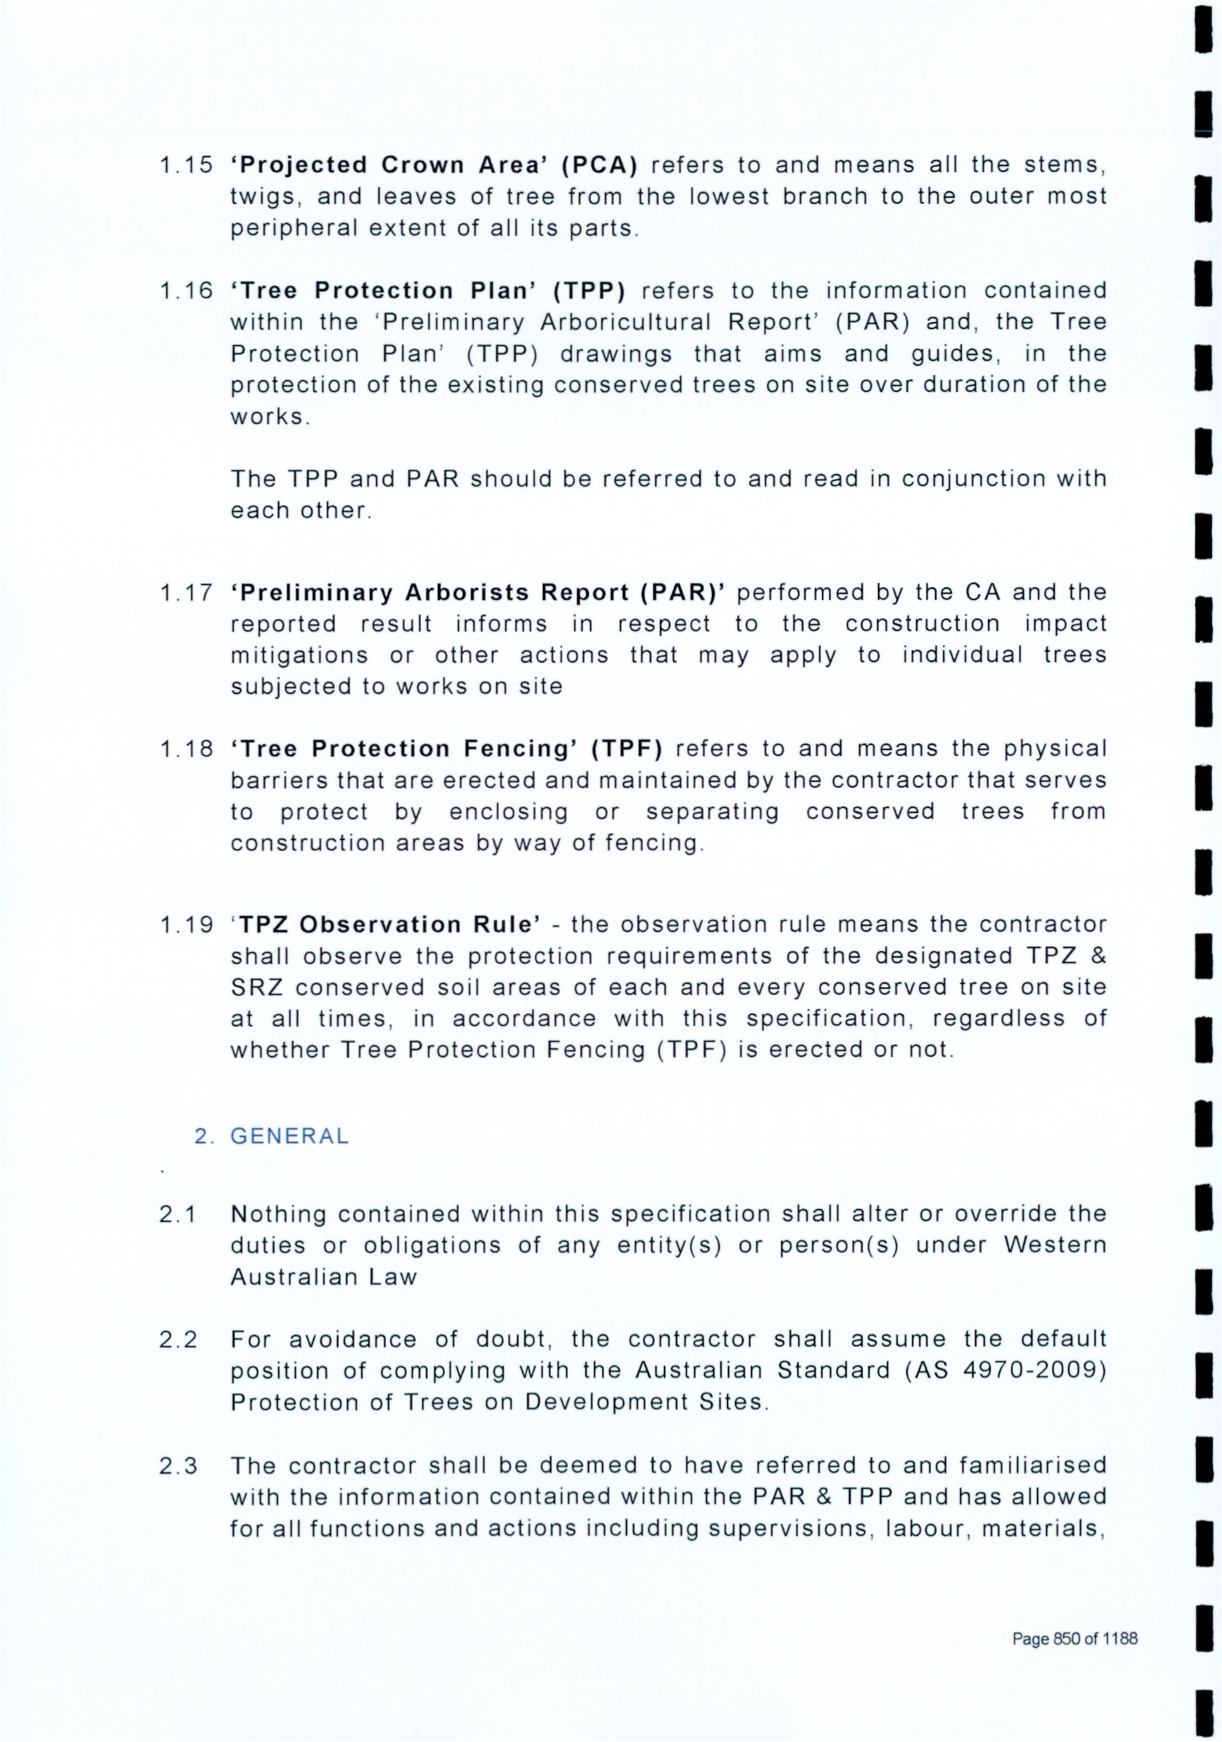 1.15 ‘Projected Crown Area’ (PCA) refers to and means all the stems,
twigs, and leaves of tree from the lowest branch to the outer most
peripheral extent of all its parts.
1.16 ‘Tree Protection Plan’ (TPP) refers to the information contained
within the ‘Preliminary Arboricultural Report’ (PAR) and, the Tree
Protection Plan’ (TPP) drawings that aims and guides, in the
protection of the existing conserved trees on site over duration of the
works.
The TPP and PAR should be referred to and read in conjunction with
each other.
1.17 ‘Preliminary Arborists Report (PAR)’ performed by the CA and the
reported result informs in respect to the construction impact
mitigations or other actions that may apply to individual trees
subjected to works on site
1.18 ‘Tree Protection Fencing’ (TPF) refers to and means the physical
barriers that are erected and maintained by the contractor that serves
to protect by enclosing or separating conserved trees from
construction areas by way of fencing.
1.19 ‘TPZ Observation Rule’ - the observation rule means the contractor
shall observe the protection requirements of the designated TPZ &
SRZ conserved soil areas of each and every conserved tree on site
at all times, in accordance with this specification, regardless of
whether Tree Protection Fencing (TPF) is erected or not.
2. GENERAL
.
2.1 Nothing contained within this specification shall alter or override the
duties or obligations of any entity(s) or person(s) under Western
Australian Law
2.2 For avoidance of doubt, the contractor shall assume the default
position of complying with the Australian Standard (AS 4970-2009)
Protection of Trees on Development Sites.
2.3 The contractor shall be deemed to have referred to and familiarised
with the information contained within the PAR & TPP and has allowed
for all functions and actions including supervisions, labour, materials,
Page 850 of 1188